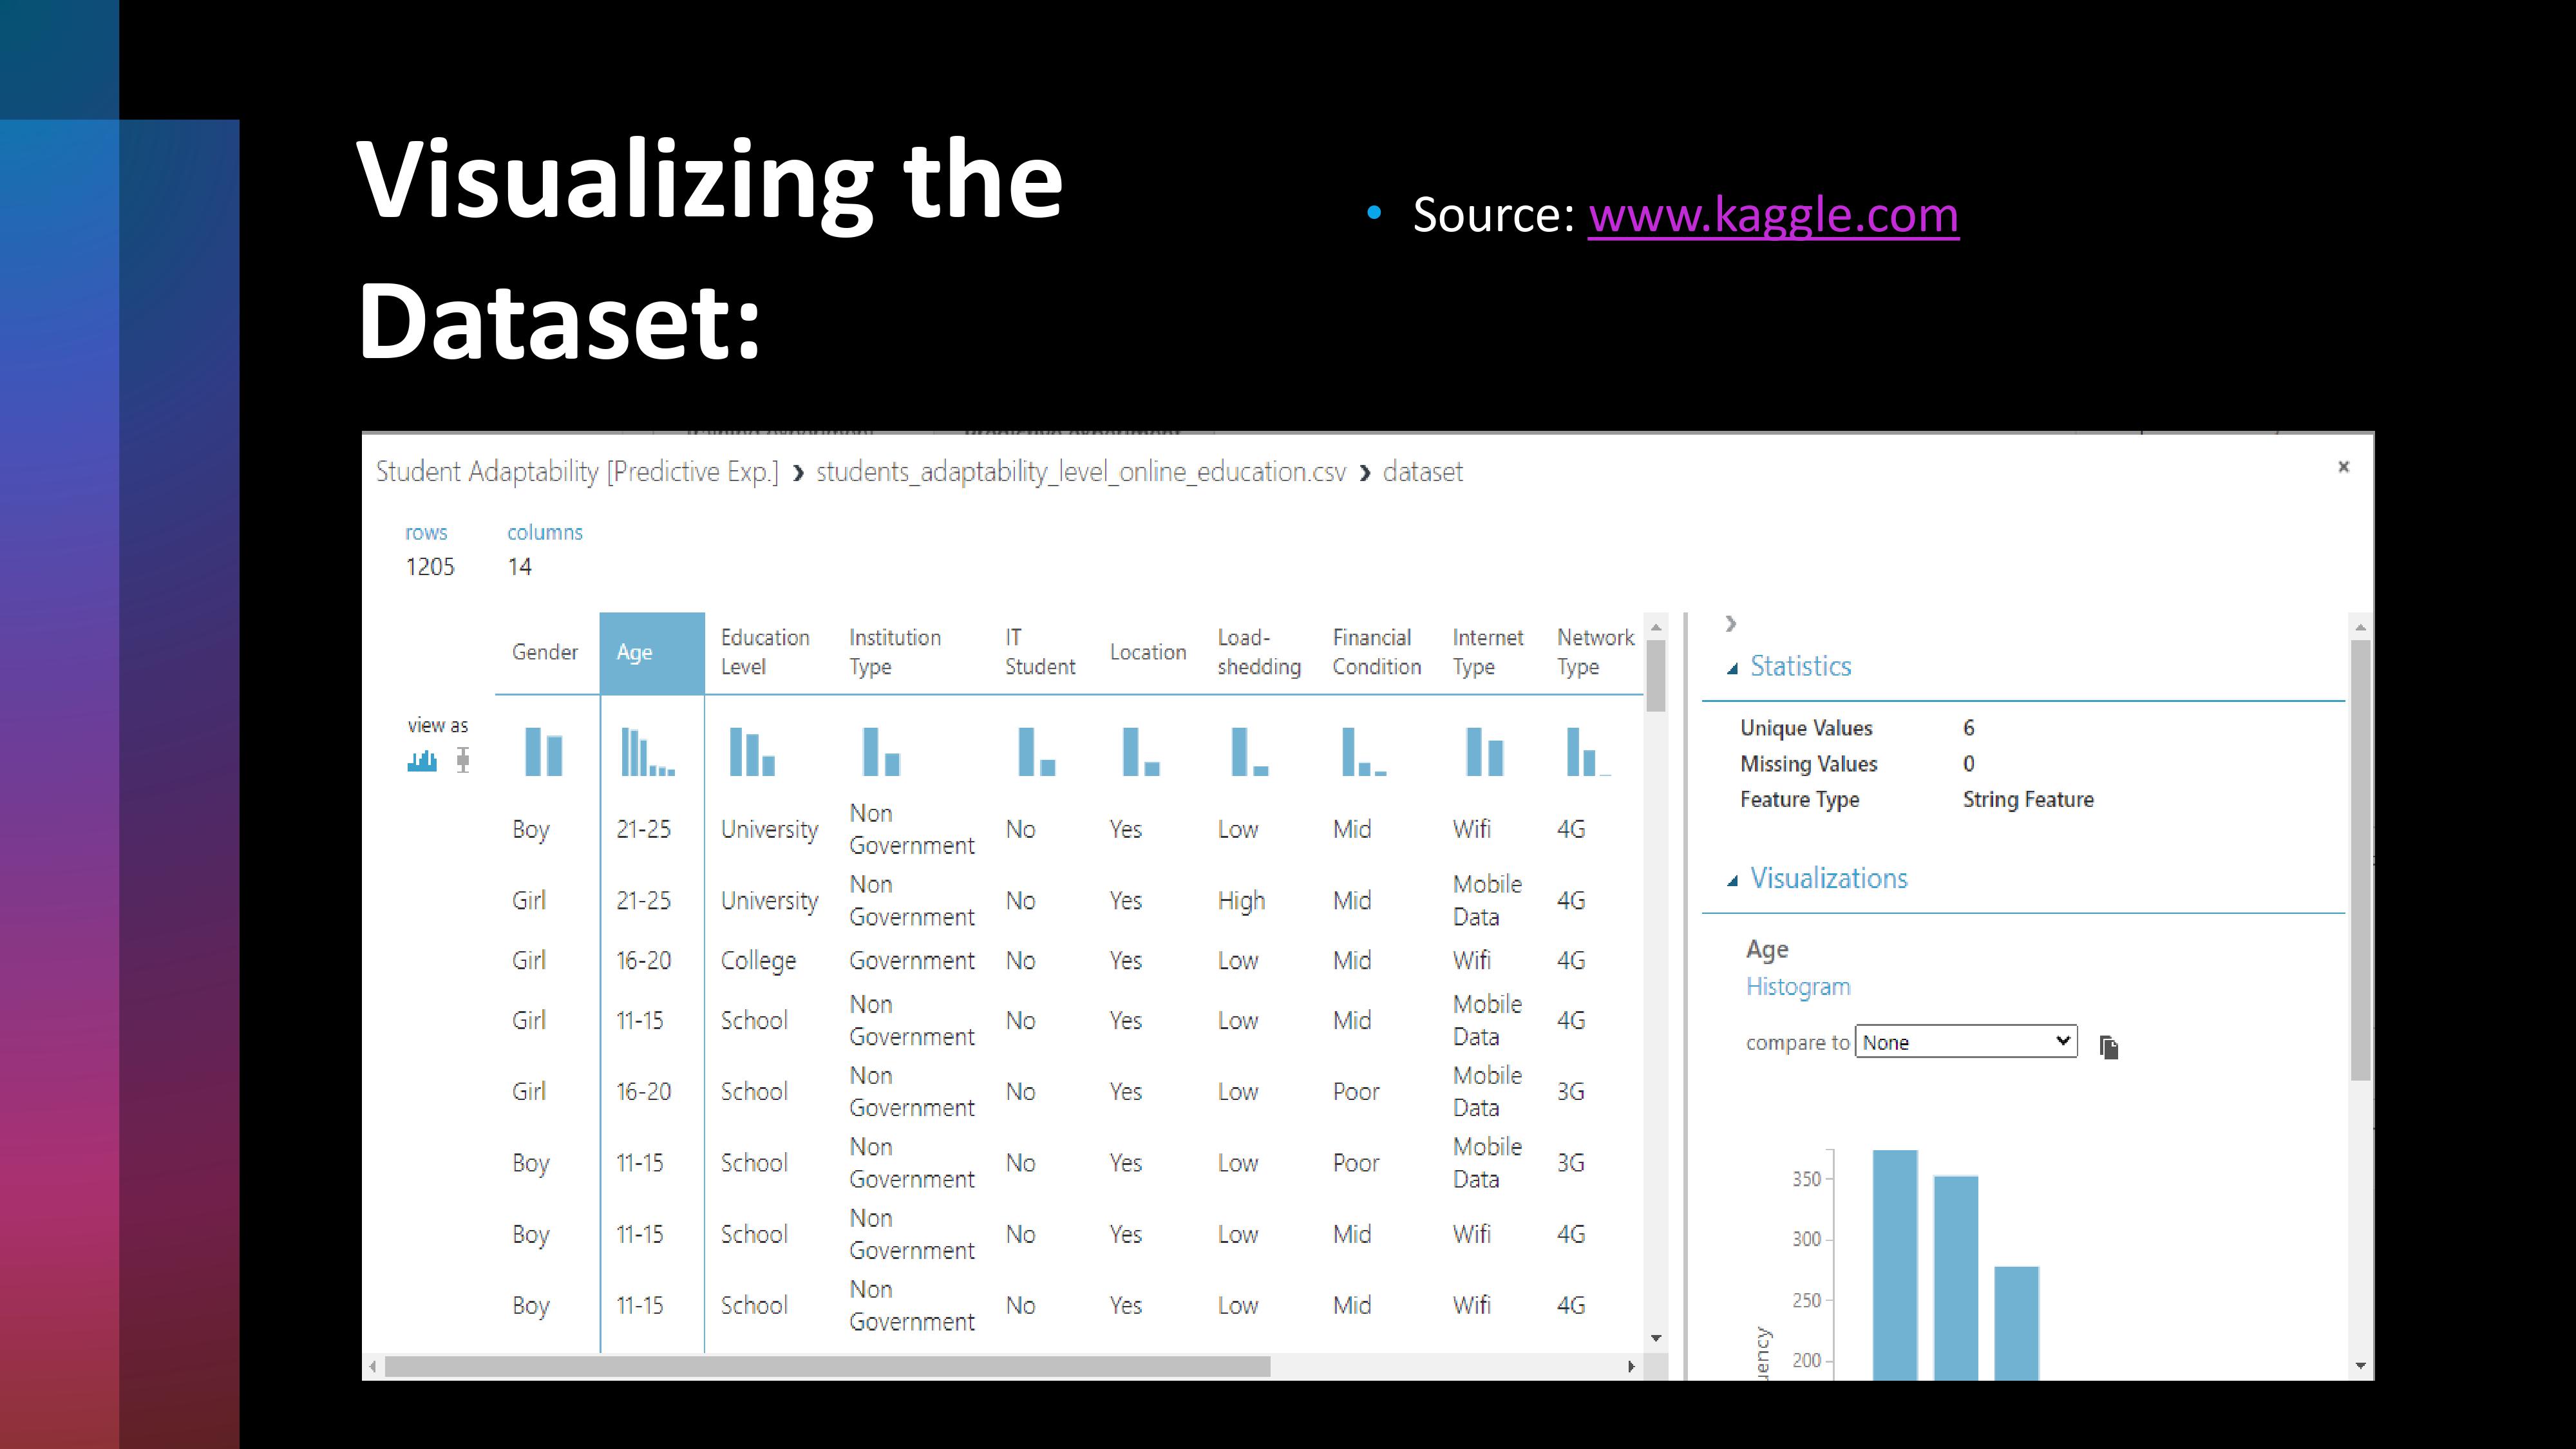 Visualizing the
Dataset:
• Source: www.kaggle.com
Student Adaptability [Predictive Exp.] › students_adaptability_level_online_education.csv › dataset
rows columns
1205 14
Gender Age Education Level Institution Type IT Student Location Load-shedding Financial Condition Internet Type Network Type
view as
Boy 21-25 University Non Government No Yes Low Mid Wifi 4G
Girl 21-25 University Non Government No Yes High Mid Mobile Data 4G
Girl 16-20 College Government No Yes Low Mid Wifi 4G
Girl 11-15 School Non Government No Yes Low Mid Mobile Data 4G
Girl 16-20 School Non Government No Yes Low Poor Mobile Data 3G
Boy 11-15 School Non Government No Yes Low Poor Mobile Data 3G
Boy 11-15 School Non Government No Yes Low Mid Wifi 4G
Boy 11-15 School Non Government No Yes Low Mid Wifi 4G
Statistics
Unique Values 6
Missing Values 0
Feature Type String Feature
Visualizations
Age
Histogram
compare to None
350
300
250
200